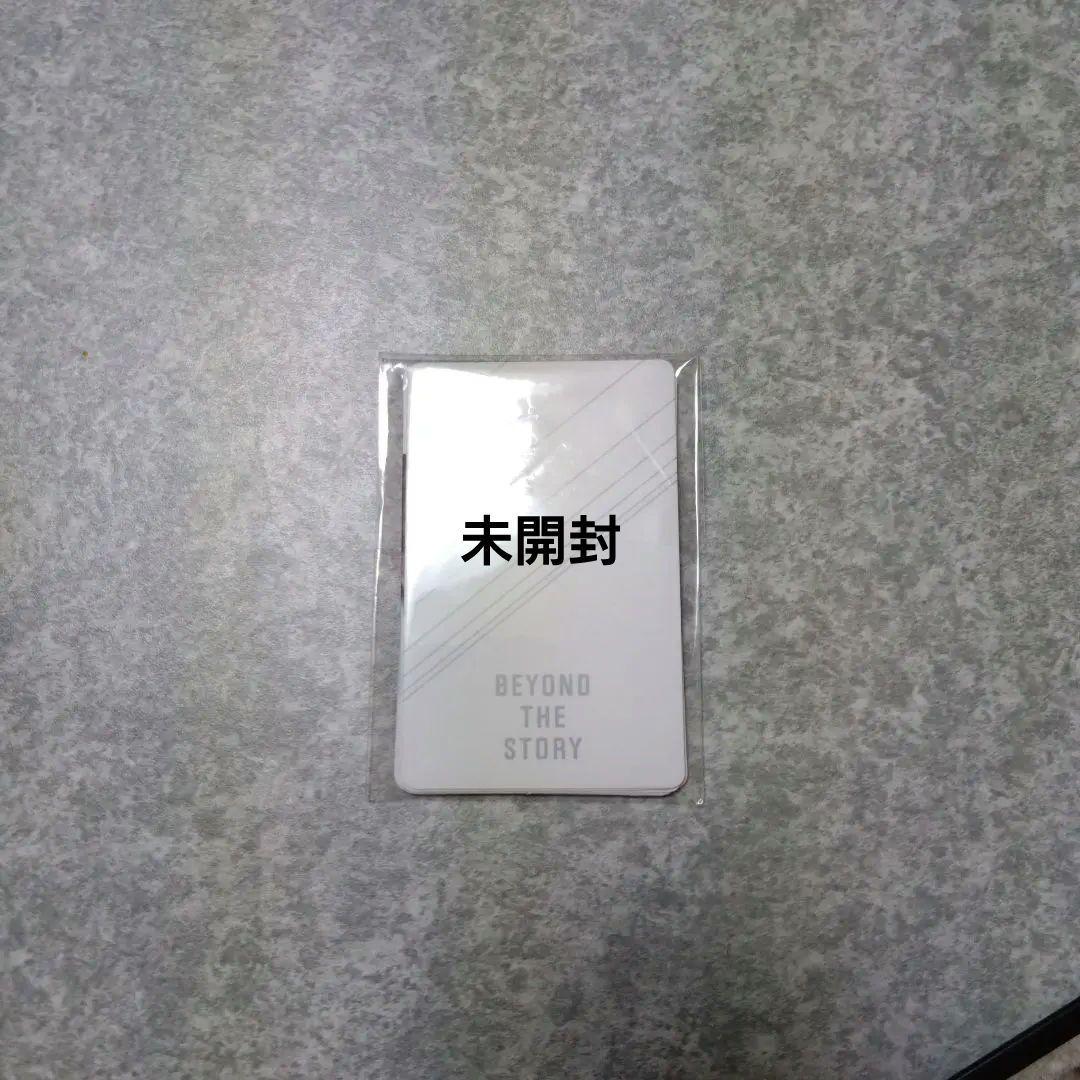 未開封
BEYOND
THE
STORY